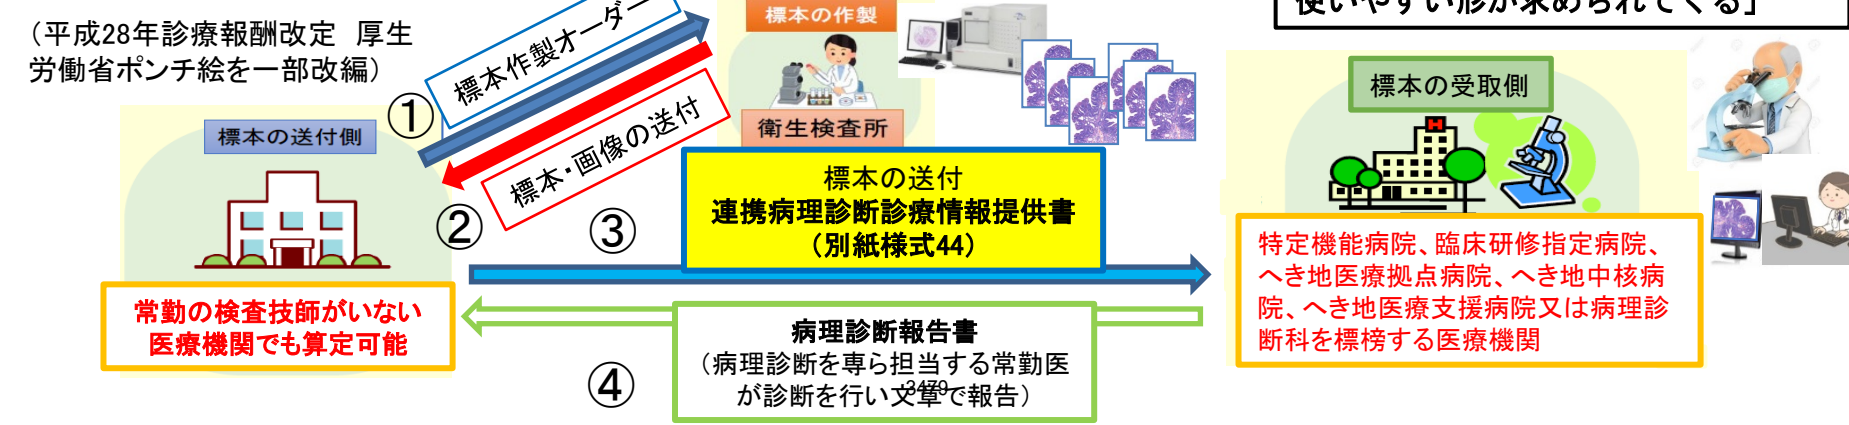 使いやすい形が求められてくる」
（平成28年診療報酬改定　厚生
労働省ポンチ絵を一部改編）
標本の送付側
常勤の検査技師がいない
医療機関でも算定可能
①
標本作製オーダー
標本・画像の送付
②
標本の作製
衛生検査所
③
標本の送付
連携病理診断診療情報提供書
（別紙様式44）
④
病理診断報告書
（病理診断を専ら担当する常勤医
が診断を行い文章で報告）
3479
標本の受取側
H
特定機能病院、臨床研修指定病院、
へき地医療拠点病院、へき地中核病
院、へき地医療支援病院又は病理診
断科を標榜する医療機関